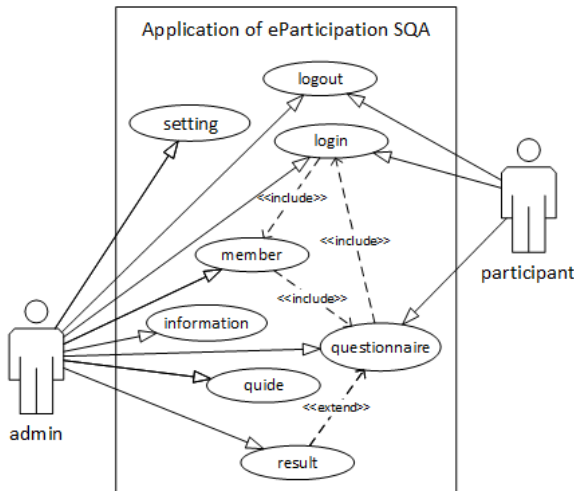 Application of eParticipation SQA
logout
setting
login
<<include>>
member
<<include>>
participant
<<include>>
information
questionnaire
quide
<<extend>>
admin
result